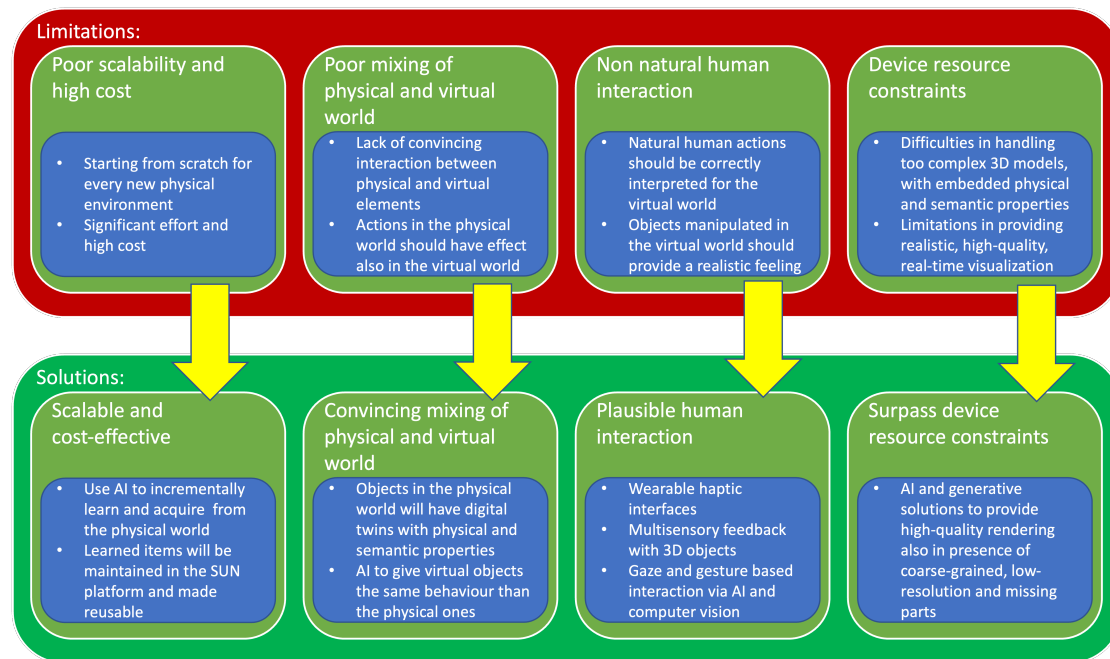 Limitations:
Poor scalability and
high cost
• Starting from scratch for
every new physical
environment
• Significant effort and
high cost
Poor mixing of
physical and virtual
world
• Lack of convincing
interaction between
physical and virtual
elements
• Actions in the physical
world should have effect
also in the virtual world
Non natural human
interaction
• Natural human actions
should be correctly
interpreted for the
virtual world
• Objects manipulated in
the virtual world should
provide a realistic feeling
Device resource
constraints
• Difficulties in handling
too complex 3D models,
with embedded physical
and semantic properties
• Limitations in providing
realistic, high-quality,
real-time visualization
Solutions:
Scalable and
cost-effective
• Use AI to incrementally
learn and acquire from
the physical world
• Learned items will be
maintained in the SUN
platform and made
reusable
Convincing mixing of
physical and virtual
world
• Objects in the physical
world will have digital
twins with physical and
semantic properties
• AI to give virtual objects
the same behaviour than
the physical ones
Plausible human
interaction
• Wearable haptic
interfaces
• Multisensory feedback
with 3D objects
• Gaze and gesture based
interaction via AI and
computer vision
Surpass device
resource constraints
• AI and generative
solutions to provide
high-quality rendering
also in presence of
coarse-grained, low-
resolution and missing
parts